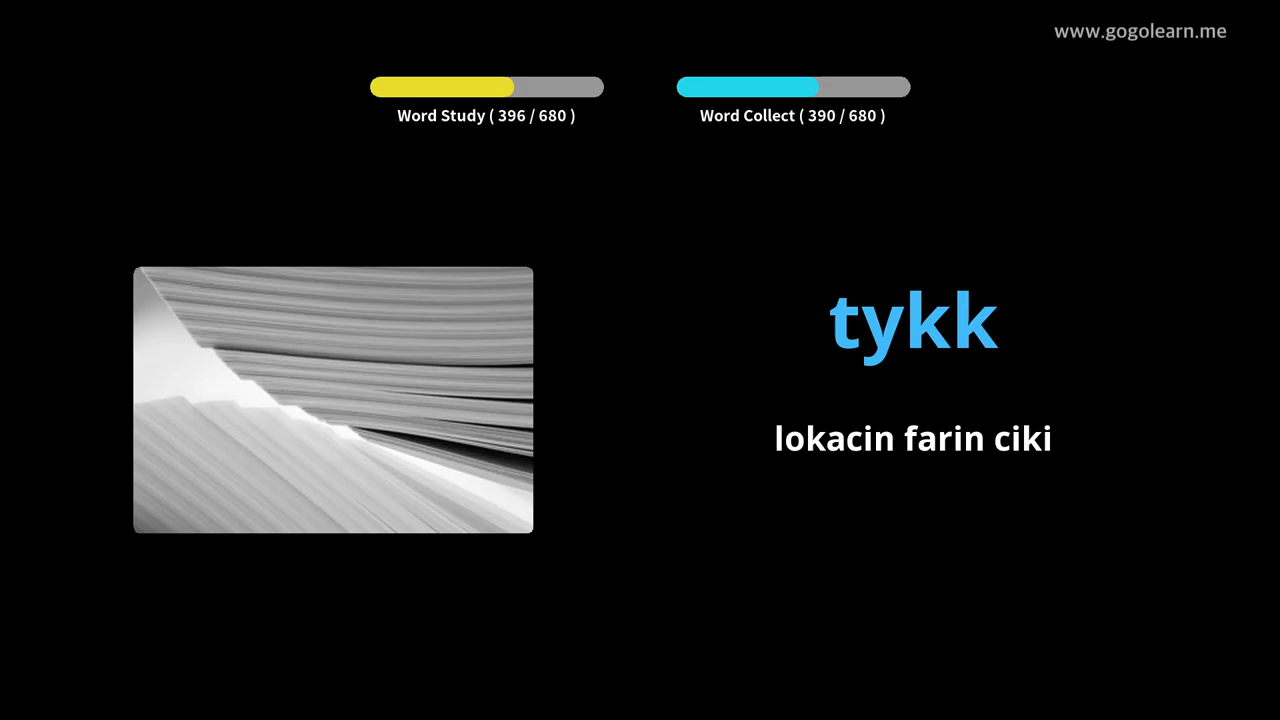 www.gogolearn.me
Word Study ( 396 / 680 )
Word Collect ( 390 / 680 )
tykk
lokacin farin ciki